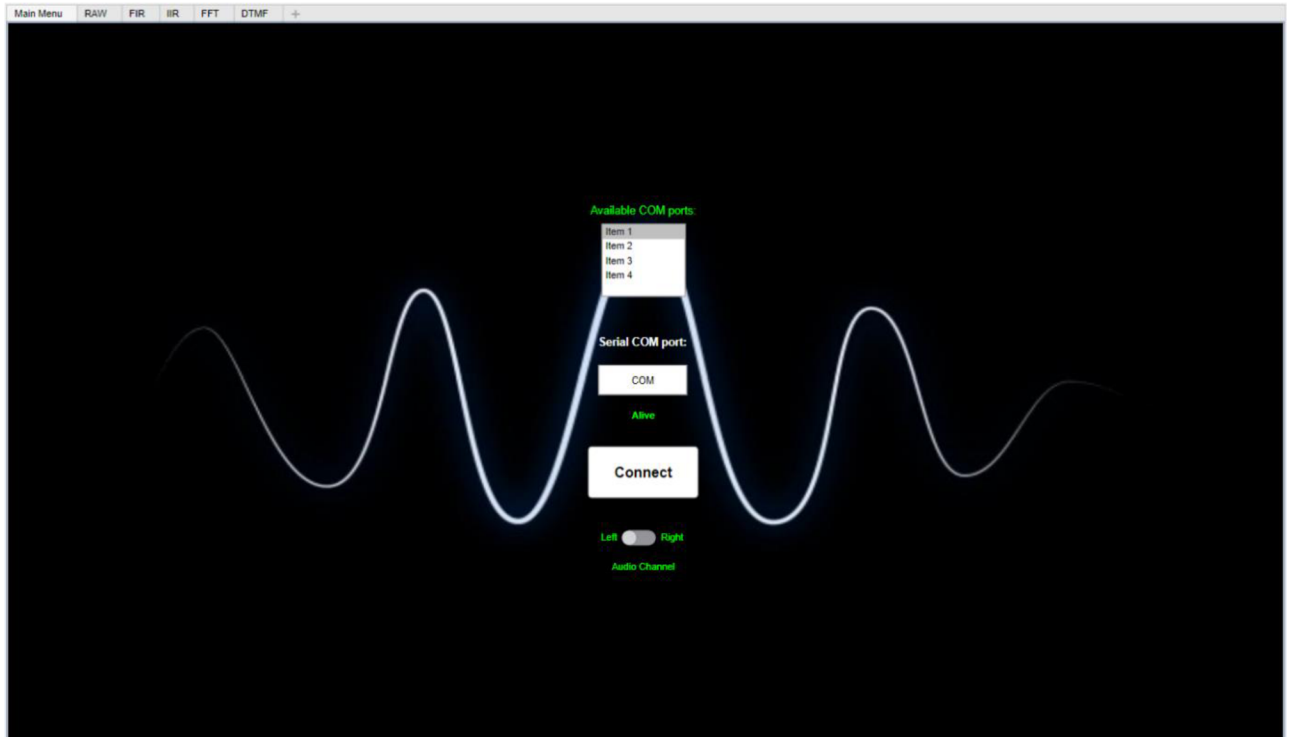 Main Menu RAW FIR IIR FFT DTMF +
Available COM ports:
Item 1
Item 2
Item 3
Item 4
Serial COM port:
COM
Alive
Connect
Left Right
Audio Channel